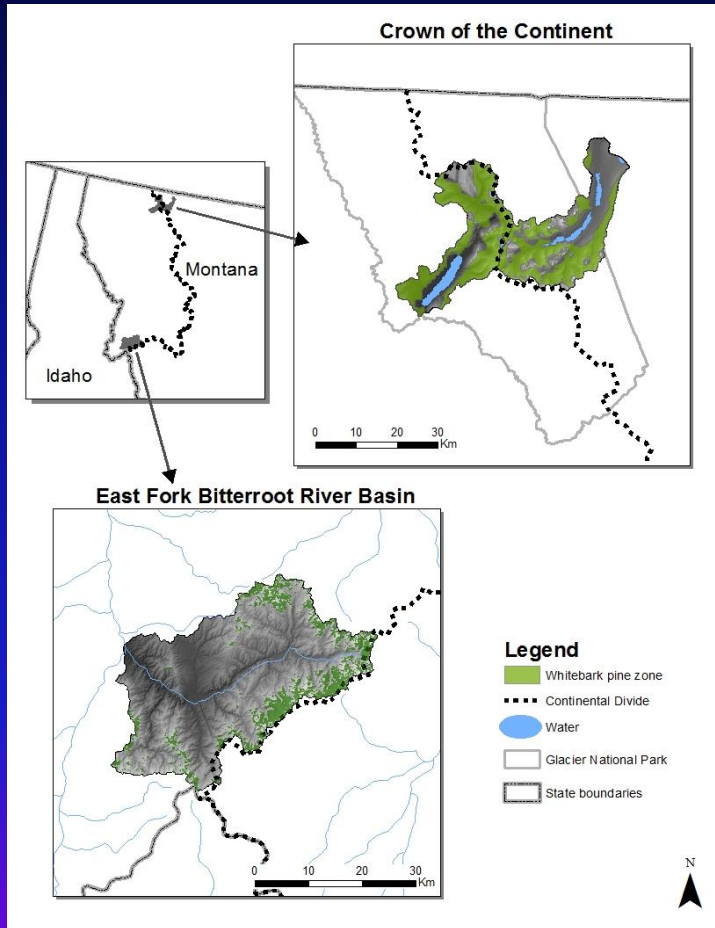 Crown of the Continent
Montana
Idaho
0 10 20 30
Km
East Fork Bitterroot River Basin
0 10 20 30
Km
Legend
Whitebark pine zone
Continental Divide
Water
Glacier National Park
State boundaries
N